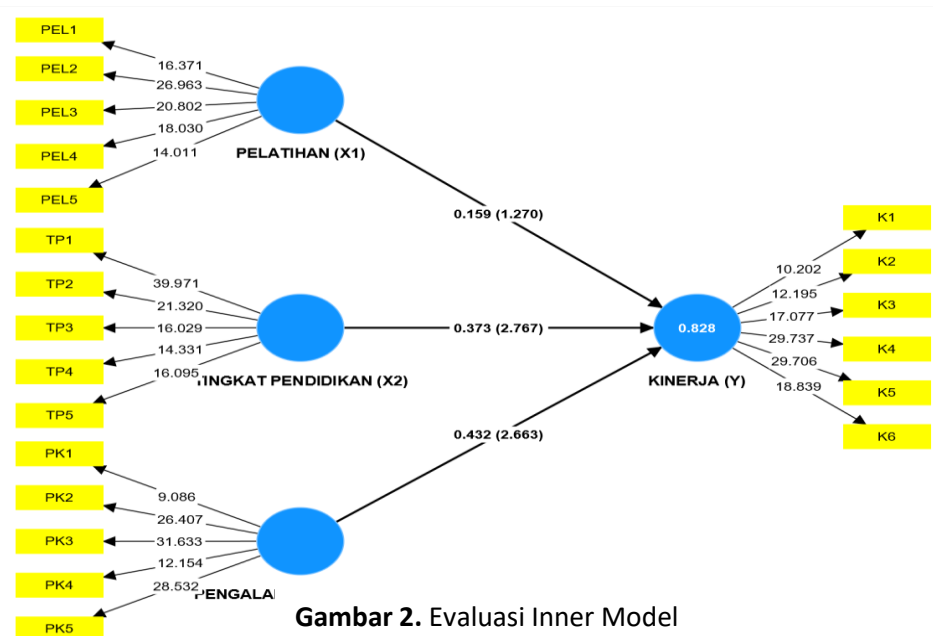 PEL1
PEL2
PEL3
PEL4
PEL5
16.371
26.963
20.802
18.030
14.011
PELATIHAN (X1)
0.159 (1.270)
TP1
TP2
TP3
TP4
TP5
39.971
21.320
16.029
14.331
16.095
TINGKAT PENDIDIKAN (X2)
0.373 (2.767)
PK1
PK2
PK3
PK4
PK5
9.086
26.407
31.633
12.154
28.532
PENGALA
0.432 (2.663)
0.828
KINERJA (Y)
10.202
12.195
17.077
29.737
29.706
18.839
K1
K2
K3
K4
K5
K6
Gambar 2. Evaluasi Inner Model